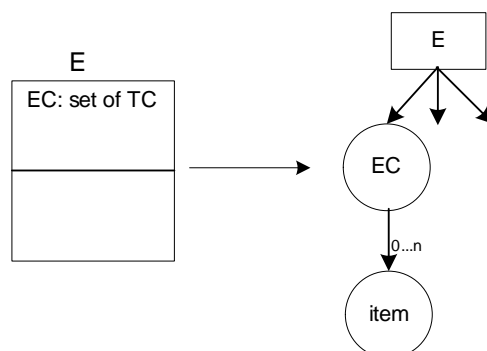 E
EC: set of TC
E
EC
0...n
item